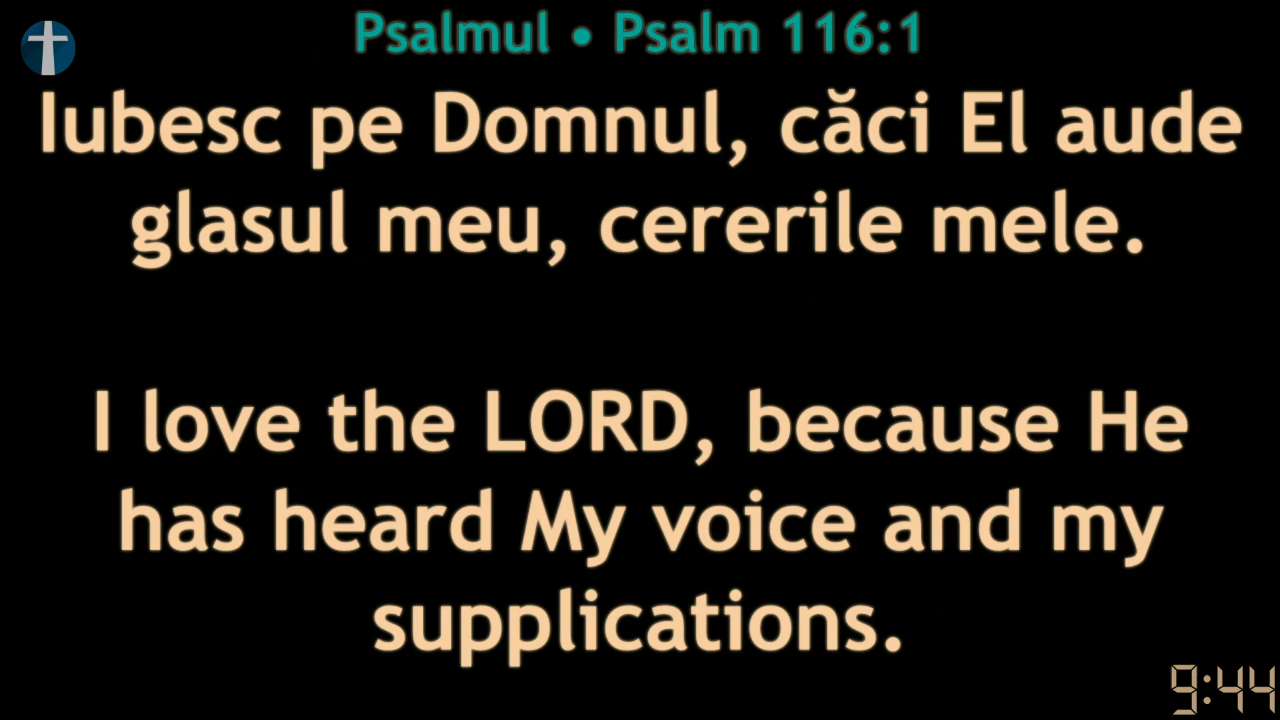 Psalmul • Psalm 116:1
Iubesc pe Domnul, căci El aude
glasul meu, cererile mele.
I love the LORD, because He
has heard My voice and my
supplications.
9:44